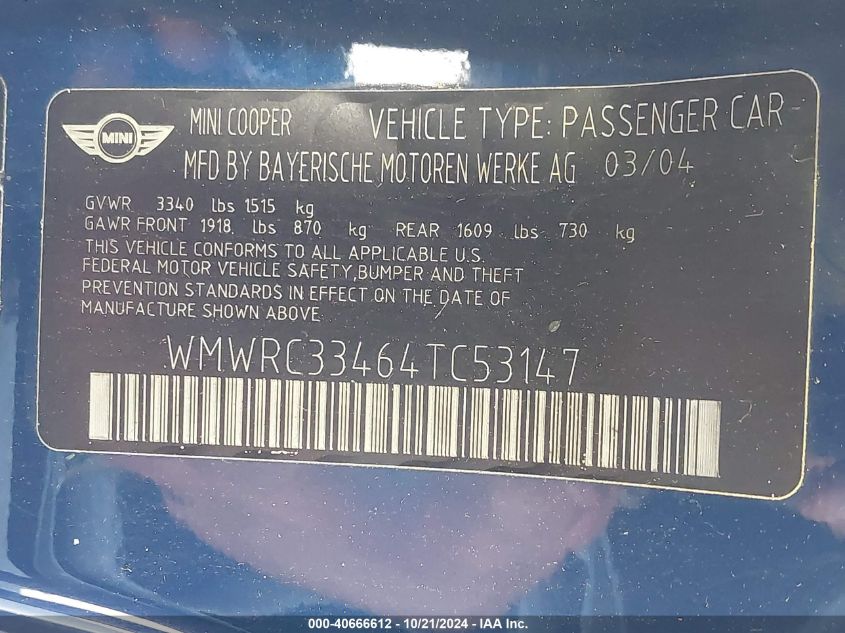 MINI
MINI COOPER VEHICLE TYPE: PASSENGER CAR
MFD BY BAYERISCHE MOTOREN WERKE AG 03/04
GVWR 3340 lbs 1515 kg
GAWR FRONT 1918 lbs 870 kg REAR 1609 lbs 730 kg
THIS VEHICLE CONFORMS TO ALL APPLICABLE U.S.
FEDERAL MOTOR VEHICLE SAFETY,BUMPER AND THEFT
PREVENTION STANDARDS IN EFFECT ON THE DATE OF
MANUFACTURE SHOWN ABOVE
WMWRC33464TC53147
000-40666612 - 10/21/2024 - COPYRIGHT © IAA, LLC.